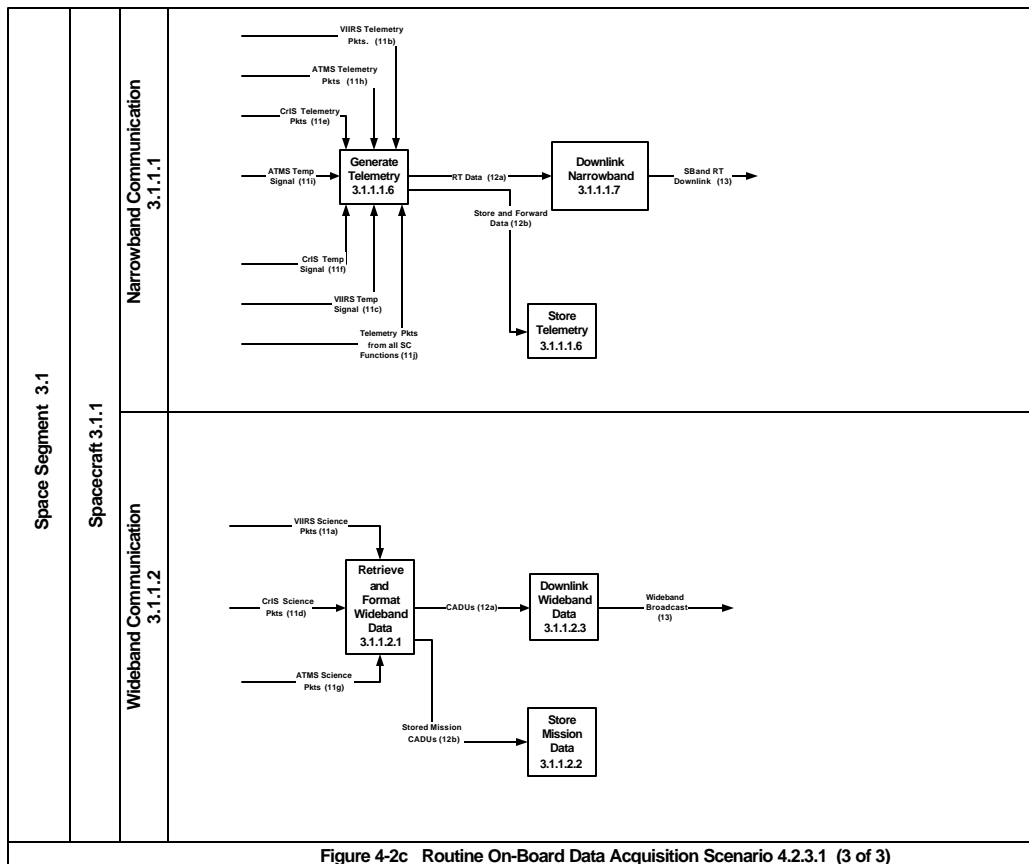 Space Segment 3.1
Spacecraft 3.1.1
Narrowband Communication
3.1.1.1
VIIRS Telemetry
Pkts. (11b)
ATMS Telemetry
Pkts (11h)
CrIS Telemetry
Pkts (11e)
ATMS Temp
Signal (11i)
CrIS Temp
Signal (11f)
VIIRS Temp
Signal (11c)
Telemetry Pkts
from all SC
Functions (11j)
Generate
Telemetry
3.1.1.1.6
RT Data (12a)
Store and Forward
Data (12b)
Downlink
Narrowband
3.1.1.1.7
SBand RT
Downlink (13)
Store
Telemetry
3.1.1.1.6
Wideband Communication
3.1.1.2
VIIRS Science
Pkts (11a)
CrIS Science
Pkts (11d)
ATMS Science
Pkts (11g)
Retrieve
and
Format
Wideband
Data
3.1.1.2.1
CADUs (12a)
Stored Mission
CADUs (12b)
Downlink
Wideband
Data
3.1.1.2.3
Wideband
Broadcast
(13)
Store
Mission
Data
3.1.1.2.2
Figure 4-2c Routine On-Board Data Acquisition Scenario 4.2.3.1 (3 of 3)